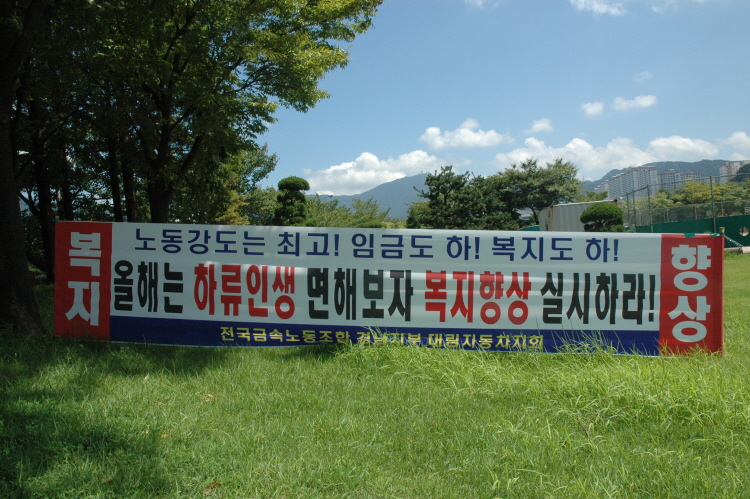 복지
노동강도는 최고! 임금도 하! 복지도 하!
올해는 하류인생 면해보자 복지향상 실시하라!
전국금속노동조합 경남지부 대림자동차지회
향상